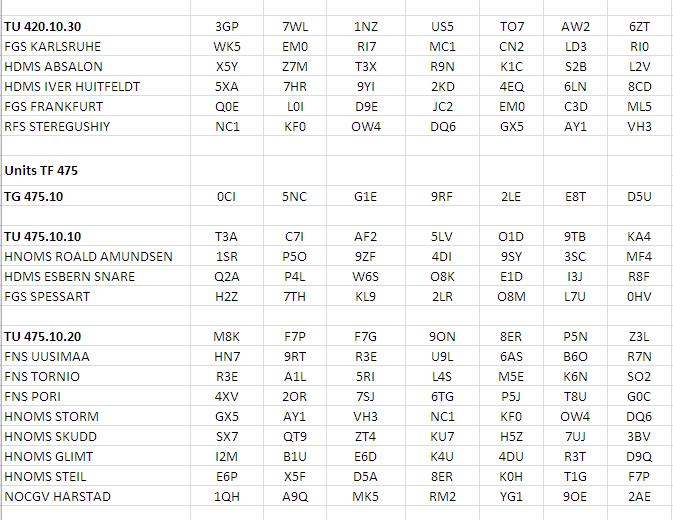 TU 420.10.30 3GP 7WL 1NZ US5 TO7 AW2 6ZT
FGS KARLSRUHE WK5 EM0 RI7 MC1 CN2 LD3 RI0
HDMS ABSALON X5Y Z7M T3X R9N K1C S2B L2V
HDMS IVER HUITFELDT 5XA 7HR 9YI 2KD 4EQ 6LN 8CD
FGS FRANKFURT Q0E L0I D9E JC2 EM0 C3D ML5
RFS STEREGUSHIY NC1 KF0 OW4 DQ6 GX5 AY1 VH3
Units TF 475
TG 475.10 0CI 5NC G1E 9RF 2LE E8T D5U
TU 475.10.10 T3A C7I AF2 5LV O1D 9TB KA4
HNOMS ROALD AMUNDSEN 1SR P5O 9ZF 4DI 9SY 3SC MF4
HDMS ESBERN SNARE Q2A P4L W6S O8K E1D I3J R8F
FGS SPESSART H2Z 7TH KL9 2LR O8M L7U 0HV
TU 475.10.20 M8K F7P F7G 9ON 8ER P5N Z3L
FNS UUSIMAA HN7 9RT R3E U9L 6AS B6O R7N
FNS TORNIO R3E A1L 5RI L4S M5E K6N SO2
FNS PORI 4XV 2OR 7SJ 6TG P5J T8U G0C
HNOMS STORM GX5 AY1 VH3 NC1 KF0 OW4 DQ6
HNOMS SKUDD SX7 QT9 ZT4 KU7 H5Z 7UJ 3BV
HNOMS GLIMT I2M B1U E6D K4U 4DU R3T D9Q
HNOMS STEIL E6P X5F D5A 8ER K0H T1G F7P
NOCGV HARSTAD 1QH A9Q MK5 RM2 YG1 9OE 2AE